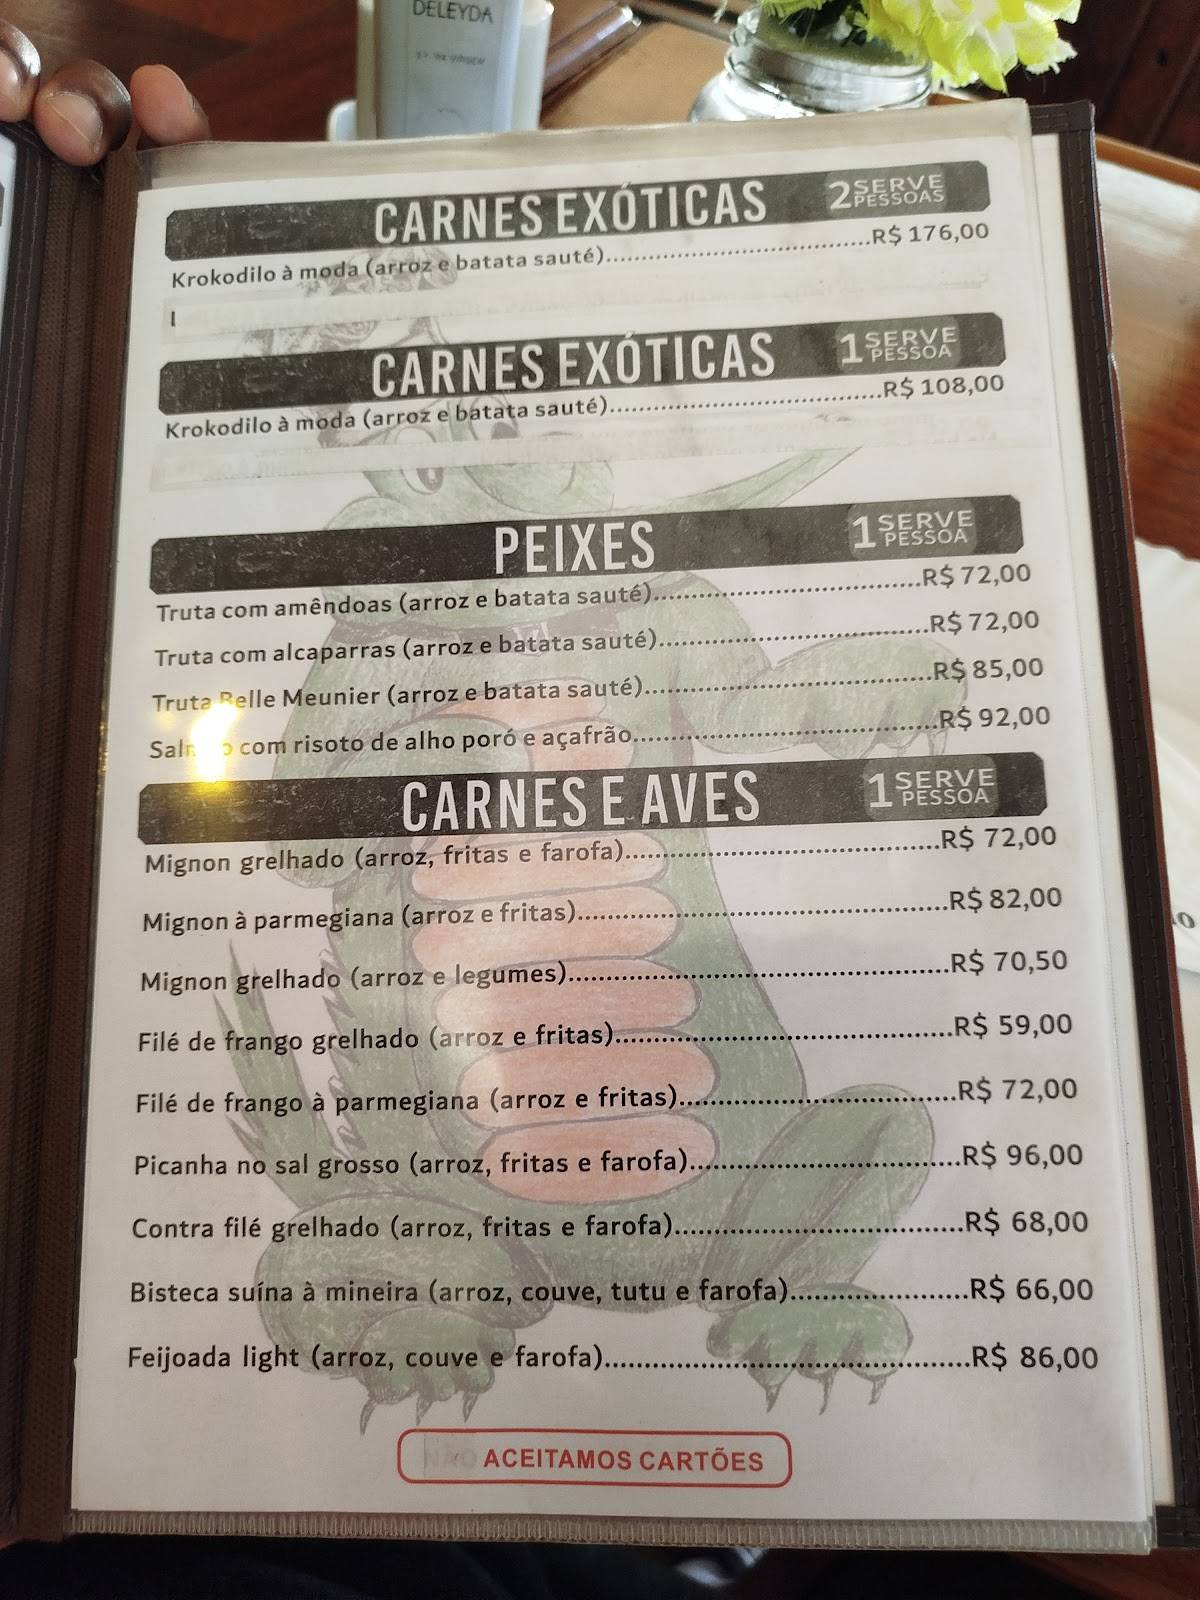 DELEYDA
CARNES EXÓTICAS 2 SERVE PESSOAS
Krokodilo à moda (arroz e batata sauté)..........R$ 176,00
CARNES EXÓTICAS 1 SERVE PESSOA
Krokodilo à moda (arroz e batata sauté)..........R$ 108,00
PEIXES 1 SERVE PESSOA
Truta com amêndoas (arroz e batata sauté)..........R$ 72,00
Truta com alcaparras (arroz e batata sauté)..........R$ 72,00
Truta Belle Meunier (arroz e batata sauté)..........R$ 85,00
com risoto de alho poró e açafrão..........R$ 92,00
CARNES E AVES 1 SERVE PESSOA
Mignon grelhado (arroz, fritas e farofa)..........R$ 72,00
Mignon à parmegiana (arroz e fritas)..........R$ 82,00
Mignon grelhado (arroz e legumes)..........R$ 70,50
Filé de frango grelhado (arroz e fritas)..........R$ 59,00
Filé de frango à parmegiana (arroz e fritas)..........R$ 72,00
Picanha no sal grosso (arroz, fritas e farofa)..........R$ 96,00
Contra filé grelhado (arroz, fritas e farofa)..........R$ 68,00
Bisteca suína à mineira (arroz, couve, tutu e farofa)..........R$ 66,00
Feijoada light (arroz, couve e farofa)..........R$ 86,00
NÃO ACEITAMOS CARTÕES